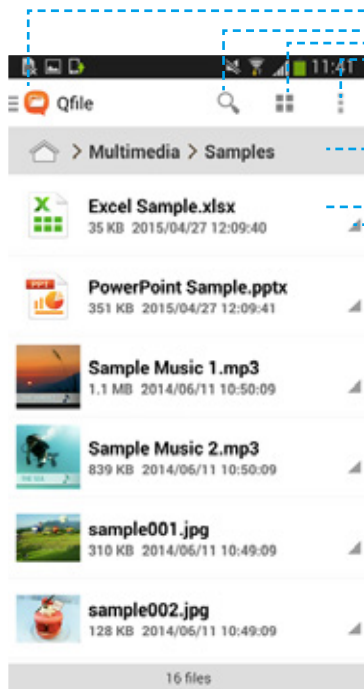 11:41
Qfile
> Multimedia > Samples
Excel Sample.xlsx
35 KB 2015/04/27 12:09:40
PPT
PowerPoint Sample.pptx
351 KB 2015/04/27 12:09:41
Sample Music 1.mp3
1.1 MB 2014/06/11 10:50:09
Sample Music 2.mp3
839 KB 2014/06/11 10:50:09
sample001.jpg
310 KB 2014/06/11 10:49:09
sample002.jpg
128 KB 2014/06/11 10:49:09
16 files